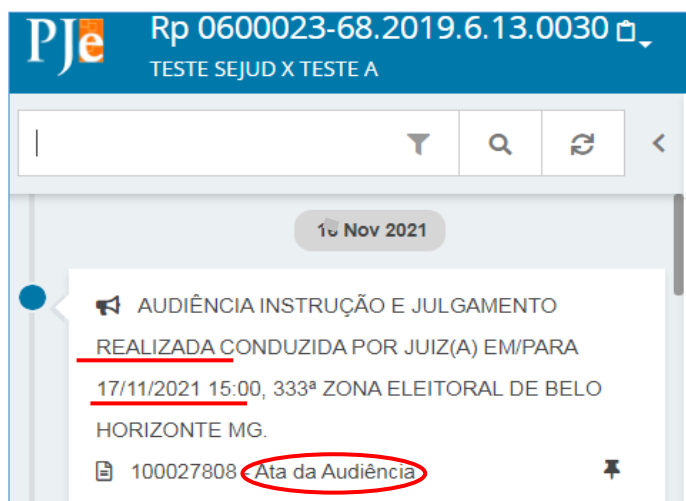 PJe
Rp 0600023-68.2019.6.13.0030
TESTE SEJUD X TESTE A
Nov 2021
AUDIÊNCIA INSTRUÇÃO E JULGAMENTO
REALIZADA CONDUZIDA POR JUIZ(A) EM/PARA
17/11/2021 15:00, 333ª ZONA ELEITORAL DE BELO
HORIZONTE MG.
100027808 - Ata da Audiência